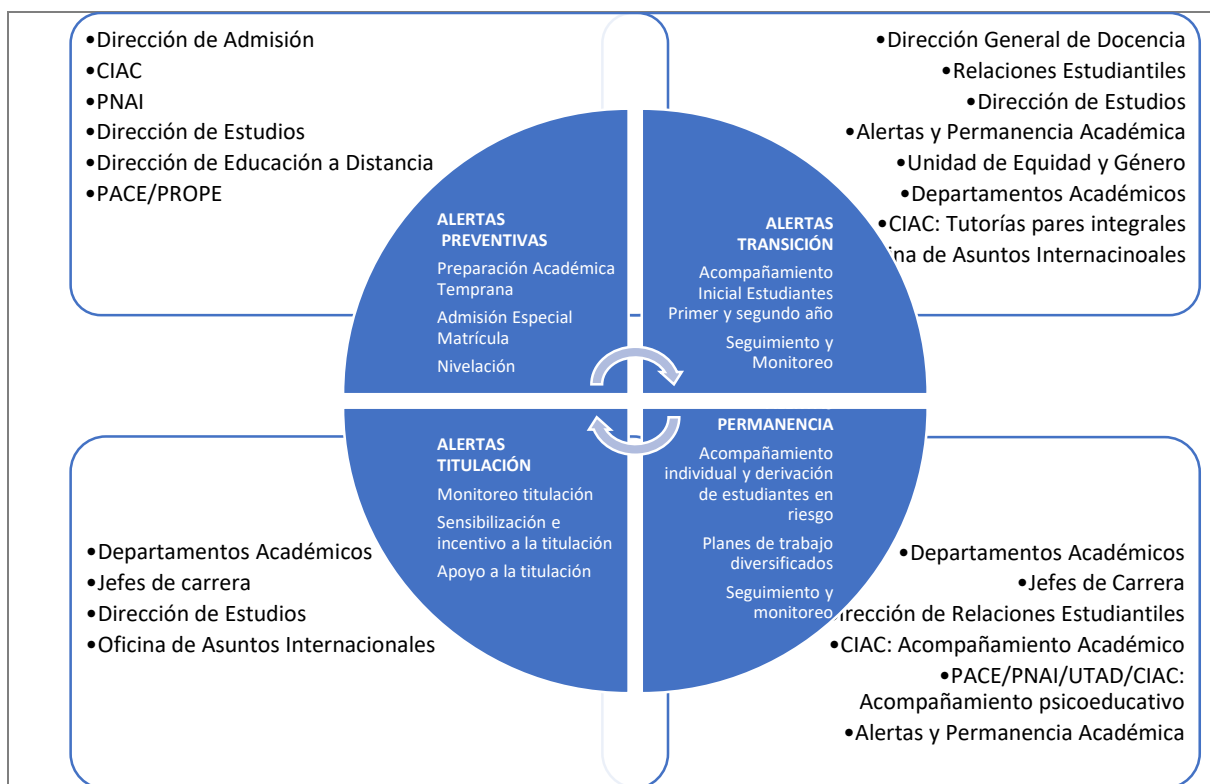 •Dirección de Admisión
•CIAC
•PNAI
•Dirección de Estudios
•Dirección de Educación a Distancia
•PACE/PROPE
•Dirección General de Docencia
•Relaciones Estudiantiles
•Dirección de Estudios
•Alertas y Permanencia Académica
•Unidad de Equidad y Género
•Departamentos Académicos
•CIAC: Tutorías pares integrales
ina de Asuntos Internacinoales
ALERTAS
PREVENTIVAS
Preparación Académica
Temprana
Admisión Especial
Matrícula
Nivelación
ALERTAS
TRANSICIÓN
Acompañamiento
Inicial Estudiantes
Primer y segundo año
Seguimiento y
Monitoreo
ALERTAS
TITULACIÓN
Monitoreo titulación
Sensibilización e
incentivo a la titulación
Apoyo a la titulación
PERMANENCIA
Acompañamiento
individual y derivación
de estudiantes en
riesgo
Planes de trabajo
diversificados
Seguimiento y
monitoreo
•Departamentos Académicos
•Jefes de carrera
•Dirección de Estudios
•Oficina de Asuntos Internacionales
•Departamentos Académicos
•Jefes de Carrera
irección de Relaciones Estudiantiles
•CIAC: Acompañamiento Académico
•PACE/PNAI/UTAD/CIAC:
Acompañamiento psicoeducativo
•Alertas y Permanencia Académica